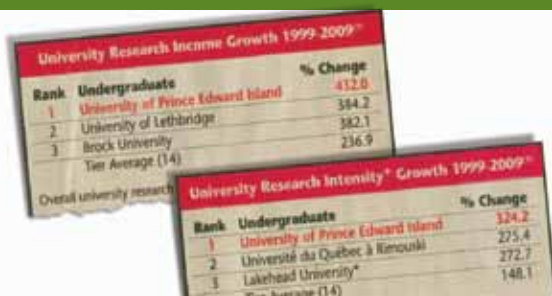 University Research Income Growth 1999-2009
Rank Undergraduate % Change
1 University of Prince Edward Island 432.0
2 University of Lethbridge 384.2
3 Brock University 382.1
Tier Average (14) 236.9
Overall university research
University Research Intensity* Growth 1999-2009
Rank Undergraduate % Change
1 University of Prince Edward Island 324.2
2 Université du Québec à Rimouski 275.4
3 Lakehead University* 272.7
Tier Average (14) 148.1